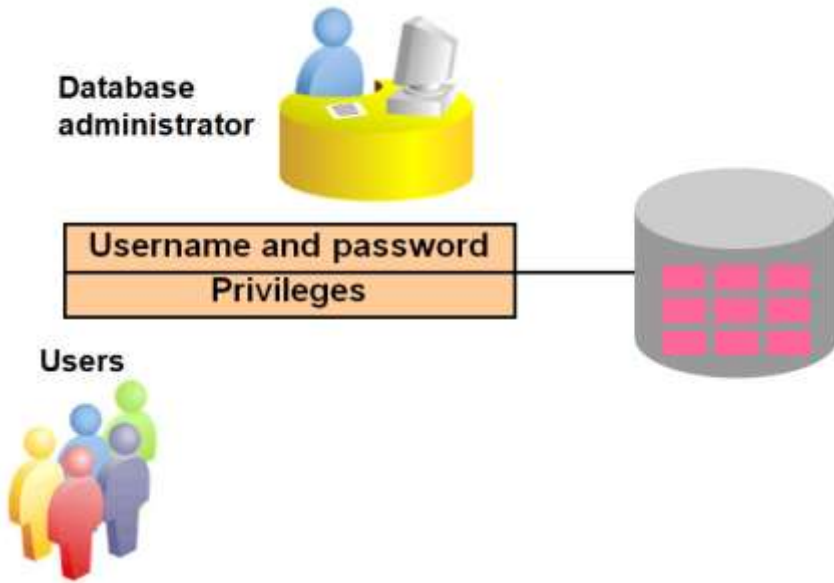 Database
administrator
Username and password
Privileges
Users